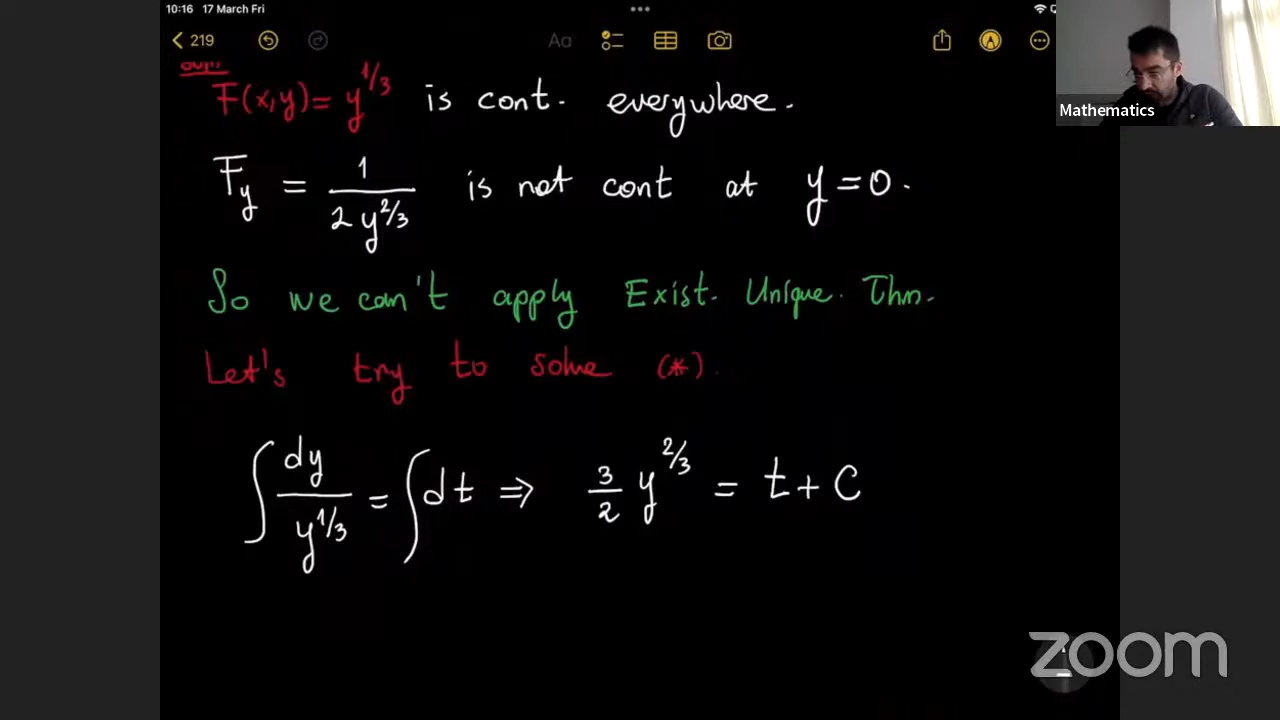 10:16 17 March Fri
219
Aa
Mathematics
F(x,y) = y^1/3 is cont. everywhere.
F_y = 1 / 2y^2/3 is not cont at y=0.
So we can't apply Exist. Unique. Thm.
Let's try to solve (*).
∫ dy / y^1/3 = ∫ dt ⇒ 3/2 y^2/3 = t + C
zoom